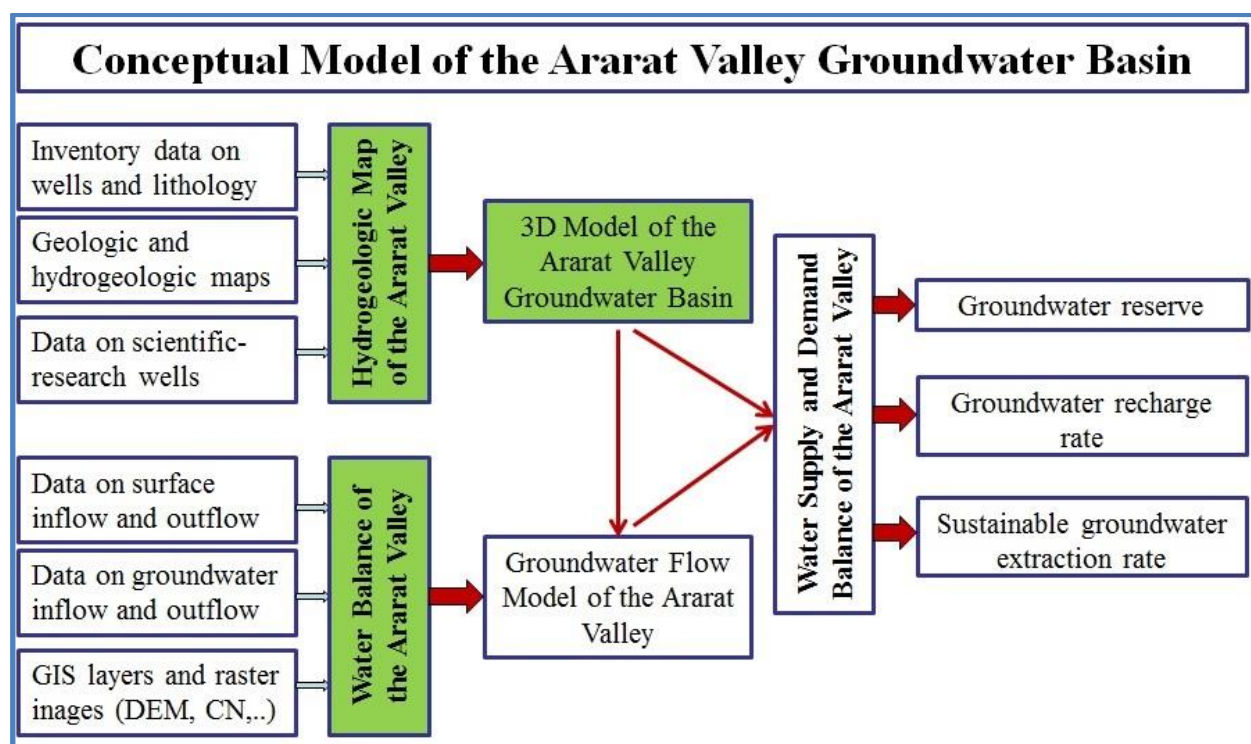 Conceptual Model of the Ararat Valley Groundwater Basin
Inventory data on
wells and lithology
Geologic and
hydrogeologic maps
Data on scientific-
research wells
Hydrogeologic Map
of the Ararat Valley
3D Model of the
Ararat Valley
Groundwater Basin
Data on surface
inflow and outflow
Data on groundwater
inflow and outflow
GIS layers and raster
inages (DEM, CN,..)
Water Balance of
the Ararat Valley
Groundwater Flow
Model of the Ararat
Valley
Water Supply and Demand
Balance of the Ararat Valley
Groundwater reserve
Groundwater recharge
rate
Sustainable groundwater
extraction rate